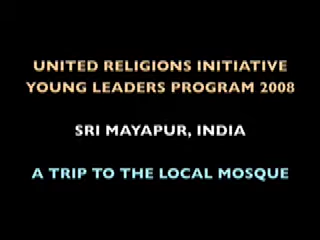 UNITED RELIGIONS INITIATIVE
YOUNG LEADERS PROGRAM 2008
SRI MAYAPUR, INDIA
A TRIP TO THE LOCAL MOSQUE